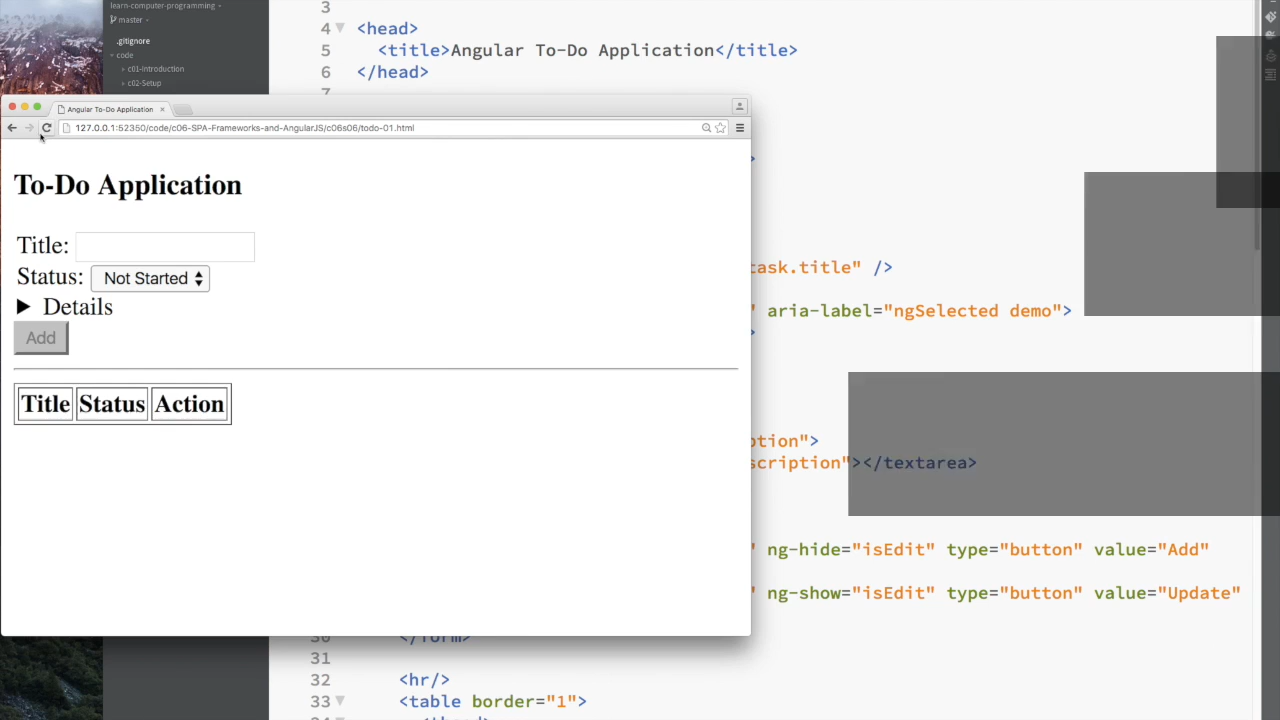 learn-computer-programming
master
.gitignore
code
c01-Introduction
c02-Setup
3
4 <head>
5 <title>Angular To-Do Application</title>
6 </head>
7
Angular To-Do Application
127.0.0.1:52350/code/c06-SPA-Frameworks-and-AngularJS/c06s06/todo-01.html
To-Do Application
Title:
Status: Not Started
Details
Add
Title Status Action
>
task.title" />
" aria-label="ngSelected demo">
>
ption">
scription"></textarea>
" ng-hide="isEdit" type="button" value="Add"
" ng-show="isEdit" type="button" value="Update"
30 </form>
31
32 <hr/>
33 <table border="1">
34 <thead>